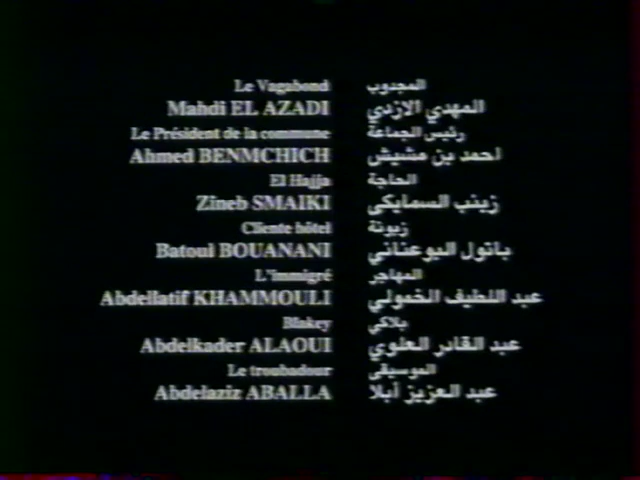 Le Vagabond المجدوب
Mahdi EL AZADI المهدي الازدي
Le Président de la commune رئيس الجماعة
Ahmed BENMCHICH احمد بن مشيش
El Hajja الحاجة
Zineb SMAIKI زينب السمايكي
Cliente hôtel زبونة
Batoul BOUANANI باتول البوعناني
L'immigré المهاجر
Abdellatif KHAMMOULI عبد اللطيف الخمولي
Blakey بلاكي
Abdelkader ALAOUI عبد القادر العلوي
Le troubadour الموسيقي
Abdelaziz ABALLA عبد العزيز أبلا